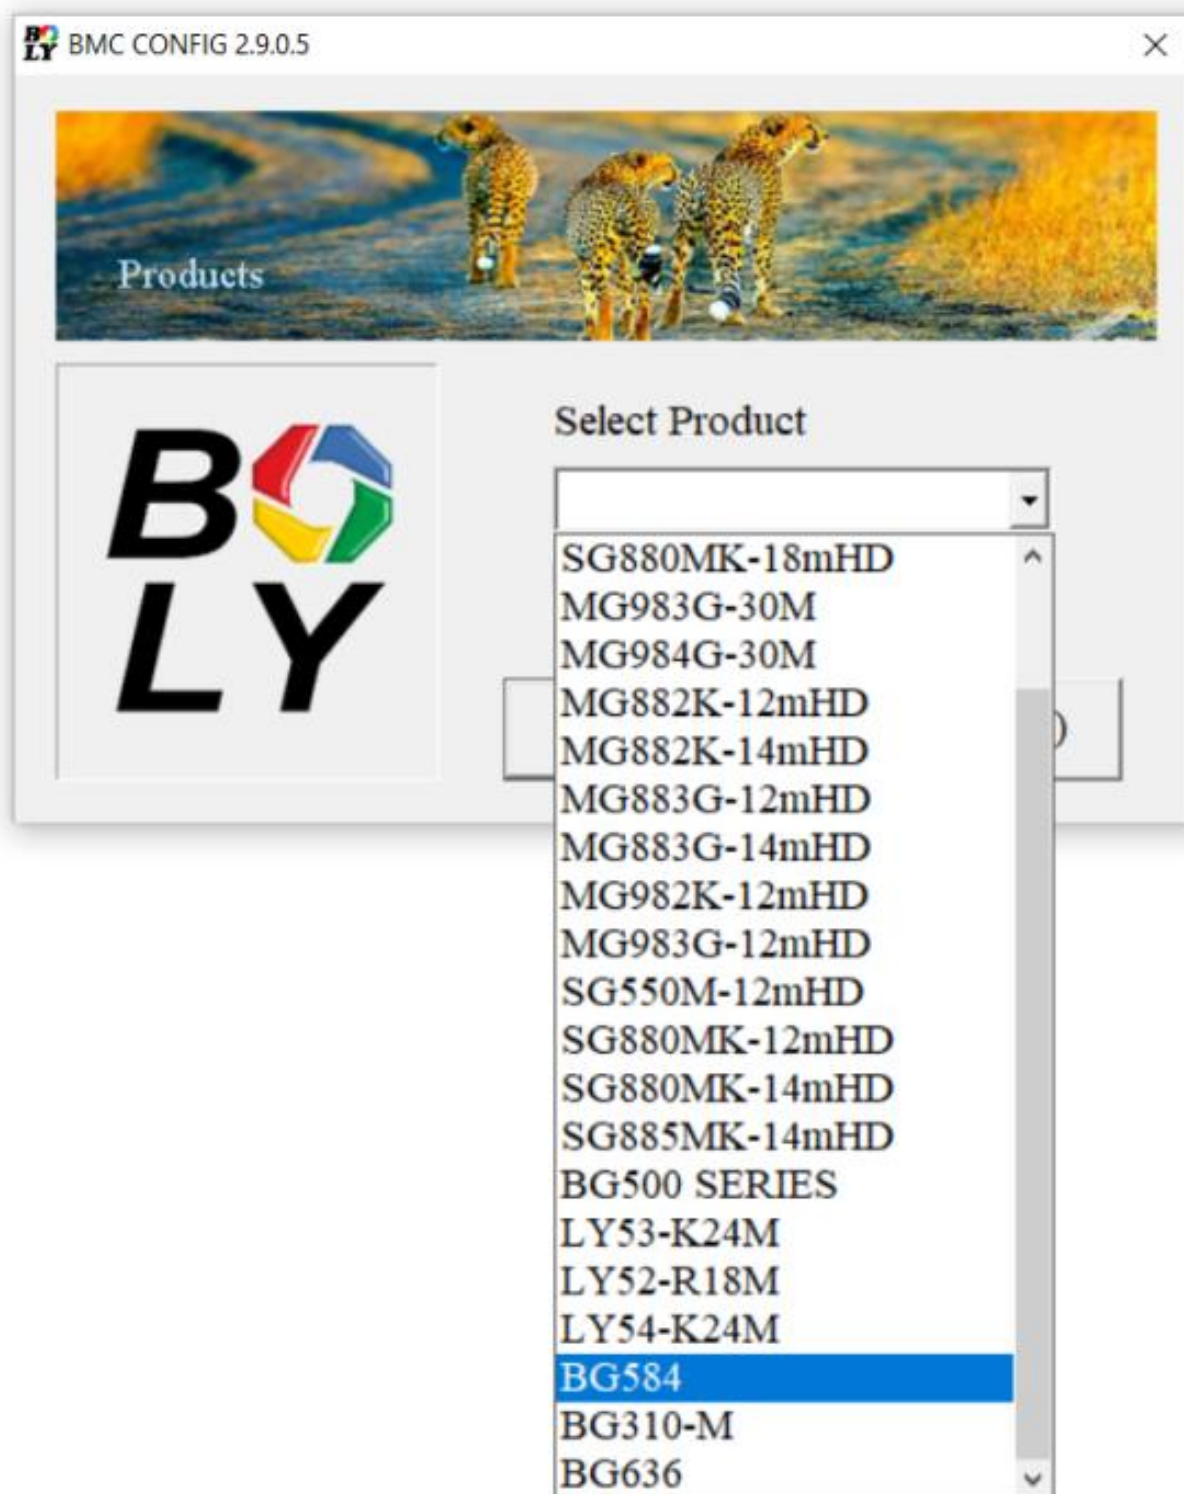 BOLY BMC CONFIG 2.9.0.5
Products
B
LY
Select Product
SG880MK-18mHD
MG983G-30M
MG984G-30M
MG882K-12mHD
MG882K-14mHD
MG883G-12mHD
MG883G-14mHD
MG982K-12mHD
MG983G-12mHD
SG550M-12mHD
SG880MK-12mHD
SG880MK-14mHD
SG885MK-14mHD
BG500 SERIES
LY53-K24M
LY52-R18M
LY54-K24M
BG584
BG310-M
BG636
)